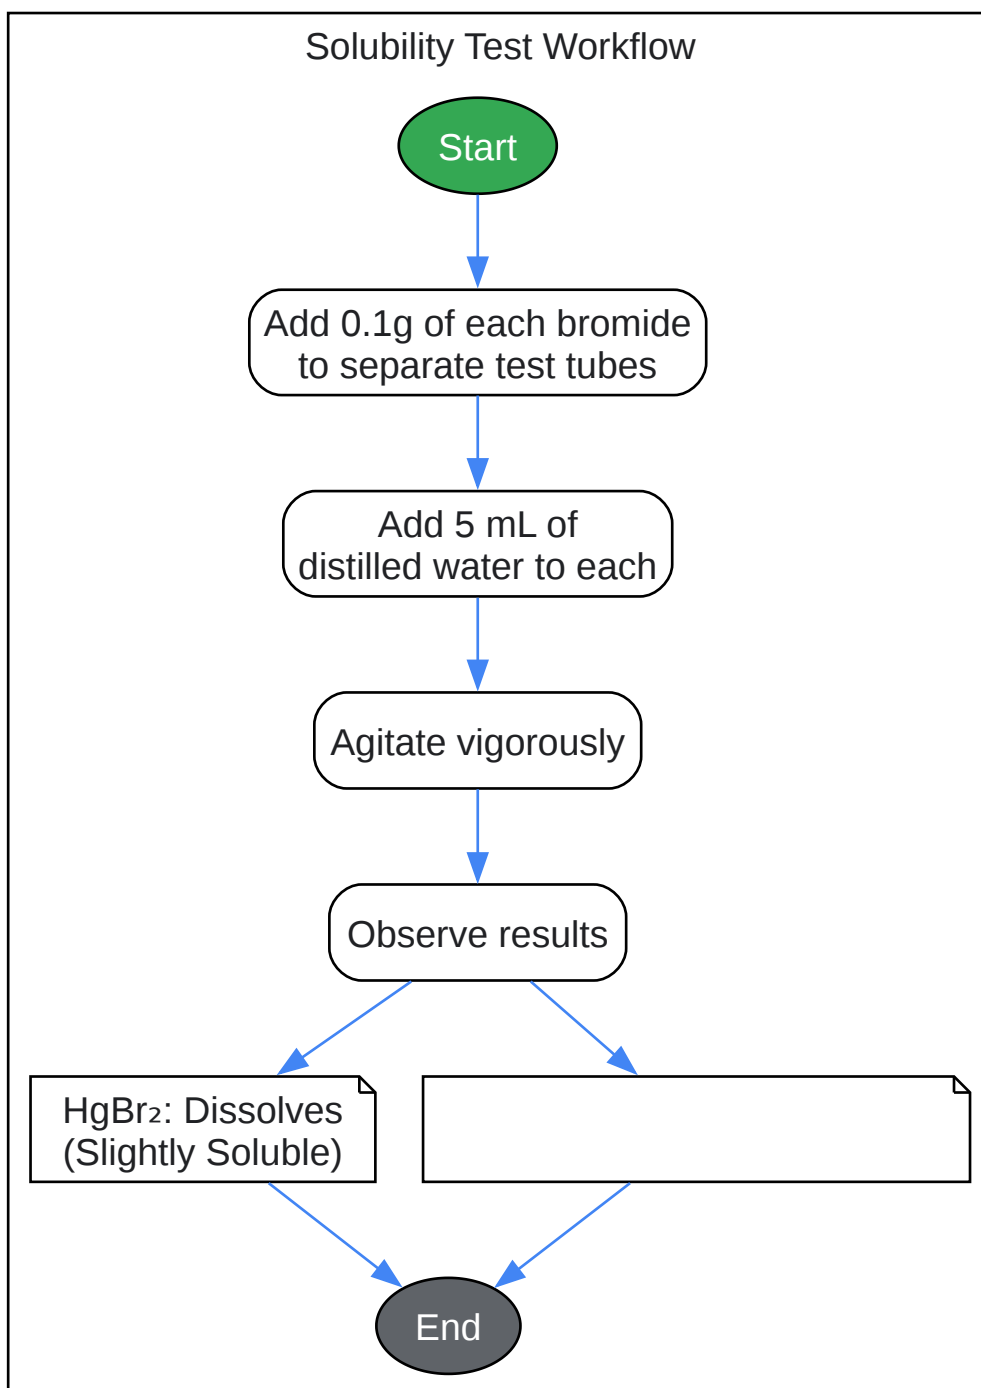 Solubility Test Workflow
Start
Add 0.1g of each bromide
to separate test tubes
Add 5 mL of
distilled water to each
Agitate vigorously
Observe results
HgBr₂: Dissolves
(Slightly Soluble)
End